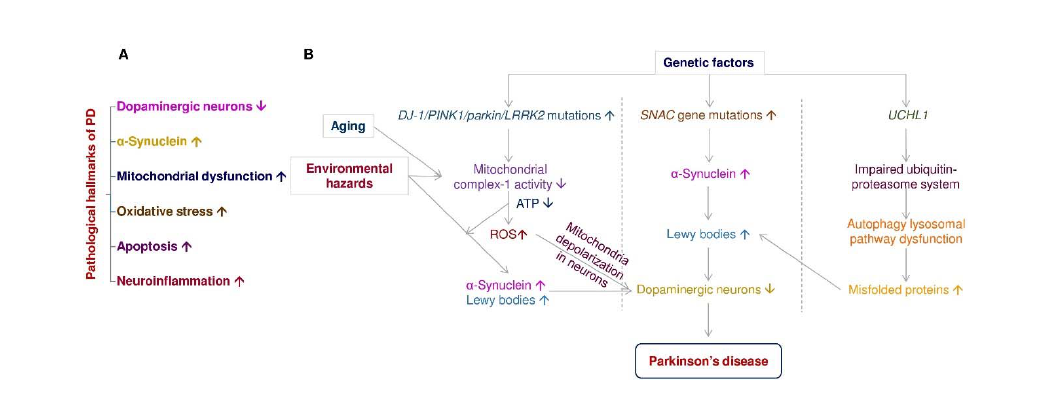 A
Pathological hallmarks of PD
Dopaminergic neurons ↓
α-Synuclein ↑
Mitochondrial dysfunction ↑
Oxidative stress ↑
Apoptosis ↑
Neuroinflammation ↑
B
Genetic factors
Aging
Environmental
hazards
DJ-1/PINK1/parkin/LRRK2 mutations ↑
Mitochondrial
complex-1 activity ↓
ATP ↓
ROS↑
Mitochondria
depolarization
in neurons
α-Synuclein ↑
Lewy bodies ↑
SNAC gene mutations ↑
α-Synuclein ↑
Lewy bodies ↑
Dopaminergic neurons ↓
Parkinson's disease
UCHL1
Impaired ubiquitin-
proteasome system
Autophagy lysosomal
pathway dysfunction
Misfolded proteins ↑